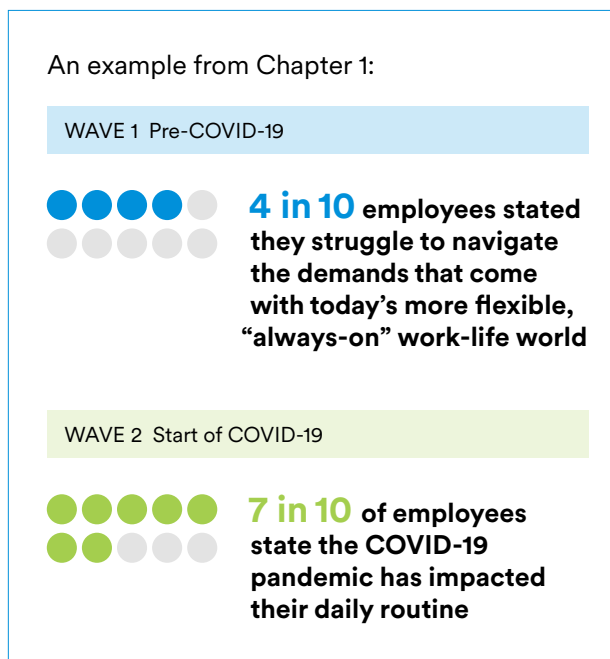 An example from Chapter 1:
WAVE 1 Pre-COVID-19
4 in 10 employees stated
they struggle to navigate
the demands that come
with today’s more flexible,
“always-on” work-life world
WAVE 2 Start of COVID-19
7 in 10 of employees
state the COVID-19
pandemic has impacted
their daily routine